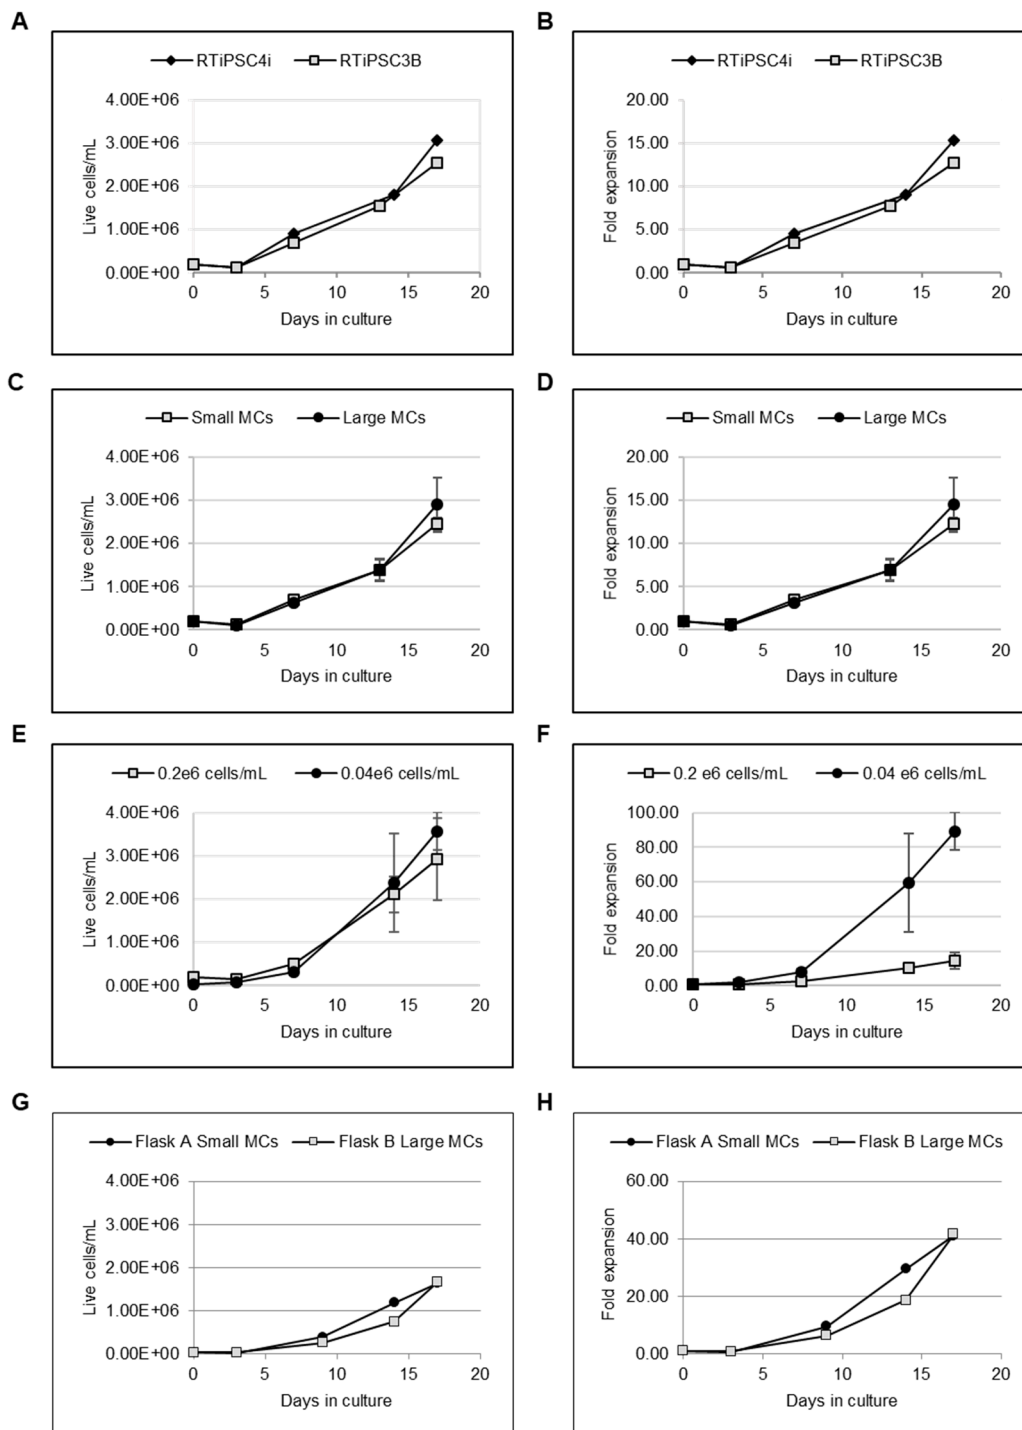 A
B
RTiPSC4i RTiPSC3B
RTiPSC4i RTiPSC3B
4.00E+06
3.00E+06
2.00E+06
1.00E+06
0.00E+00
Live cells/mL
0 5 10 15 20
Days in culture
20.00
15.00
10.00
5.00
0.00
Fold expansion
0 5 10 15 20
Days in culture
C
D
Small MCs Large MCs
Small MCs Large MCs
4.00E+06
3.00E+06
2.00E+06
1.00E+06
0.00E+00
Live cells/mL
0 5 10 15 20
Days in culture
20.00
15.00
10.00
5.00
0.00
Fold expansion
0 5 10 15 20
Days in culture
E
F
0.2e6 cells/mL 0.04e6 cells/mL
0.2 e6 cells/mL 0.04 e6 cells/mL
4.00E+06
3.00E+06
2.00E+06
1.00E+06
0.00E+00
Live cells/mL
0 5 10 15 20
Days in culture
100.00
80.00
60.00
40.00
20.00
0.00
Fold expansion
0 5 10 15 20
Days in culture
G
H
Flask A Small MCs Flask B Large MCs
Flask A Small MCs Flask B Large MCs
4.00E+06
3.00E+06
2.00E+06
1.00E+06
0.00E+00
Live cells/mL
0 5 10 15 20
Days in culture
60.00
40.00
20.00
0.00
Fold expansion
0 5 10 15 20
Days in culture